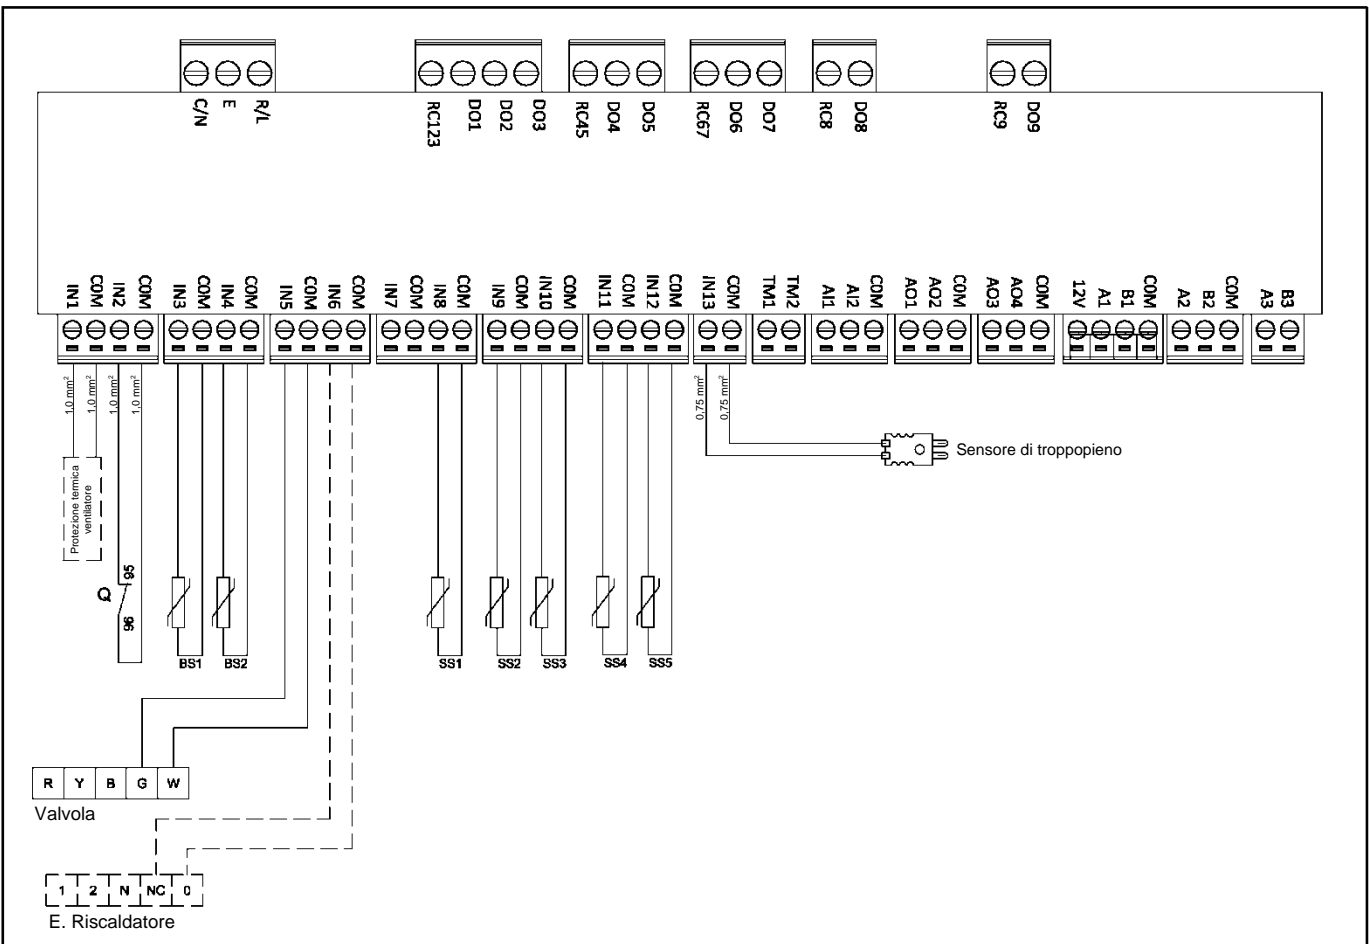 C/N E R/L RC123 DO1 DO2 DO3 RC45 DO4 DO5 RC67 DO6 DO7 RC8 DO8 RC9 DO9
IN1 COM IN2 COM IN3 COM IN4 COM IN5 COM IN6 COM IN7 COM IN8 COM IN9 COM IN10 COM IN11 COM IN12 COM IN13 COM TM1 TM2 AI1 AI2 COM AO1 AO2 COM AO3 AO4 COM 12V A1 B1 COM A2 B2 COM A3 B3
1,0 mm² 1,0 mm² 1,0 mm² 1,0 mm² 0,75 mm² 0,75 mm²
Sensore di troppopieno
Protezione termica
ventilatore
Q 95 96
BS1 BS2 SS1 SS2 SS3 SS4 SS5
R Y B G W
Valvola
1 2 N NC 0
E. Riscaldatore